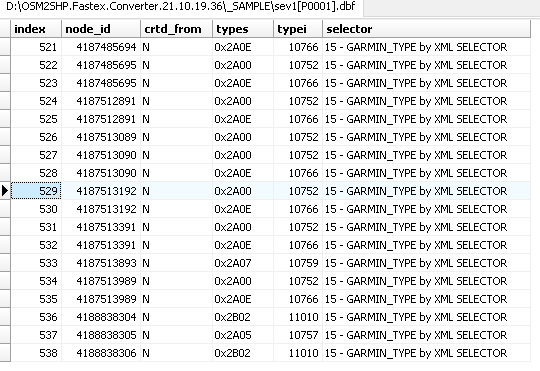 D:\OSM2SHP.Fastex.Converter.21.10.19.36\_SAMPLE\sev1[P0001].dbf
index node_id crtd_from types typei selector
521 4187485694 N 0x2A0E 10766 15 - GARMIN_TYPE by XML SELECTOR
522 4187485695 N 0x2A00 10752 15 - GARMIN_TYPE by XML SELECTOR
523 4187485695 N 0x2A0E 10766 15 - GARMIN_TYPE by XML SELECTOR
524 4187512891 N 0x2A00 10752 15 - GARMIN_TYPE by XML SELECTOR
525 4187512891 N 0x2A0E 10766 15 - GARMIN_TYPE by XML SELECTOR
526 4187513089 N 0x2A00 10752 15 - GARMIN_TYPE by XML SELECTOR
527 4187513090 N 0x2A00 10752 15 - GARMIN_TYPE by XML SELECTOR
528 4187513090 N 0x2A0E 10766 15 - GARMIN_TYPE by XML SELECTOR
529 4187513192 N 0x2A00 10752 15 - GARMIN_TYPE by XML SELECTOR
530 4187513192 N 0x2A0E 10766 15 - GARMIN_TYPE by XML SELECTOR
531 4187513391 N 0x2A00 10752 15 - GARMIN_TYPE by XML SELECTOR
532 4187513391 N 0x2A0E 10766 15 - GARMIN_TYPE by XML SELECTOR
533 4187513893 N 0x2A07 10759 15 - GARMIN_TYPE by XML SELECTOR
534 4187513989 N 0x2A00 10752 15 - GARMIN_TYPE by XML SELECTOR
535 4187513989 N 0x2A0E 10766 15 - GARMIN_TYPE by XML SELECTOR
536 4188838304 N 0x2B02 11010 15 - GARMIN_TYPE by XML SELECTOR
537 4188838305 N 0x2A05 10757 15 - GARMIN_TYPE by XML SELECTOR
538 4188838306 N 0x2B02 11010 15 - GARMIN_TYPE by XML SELECTOR